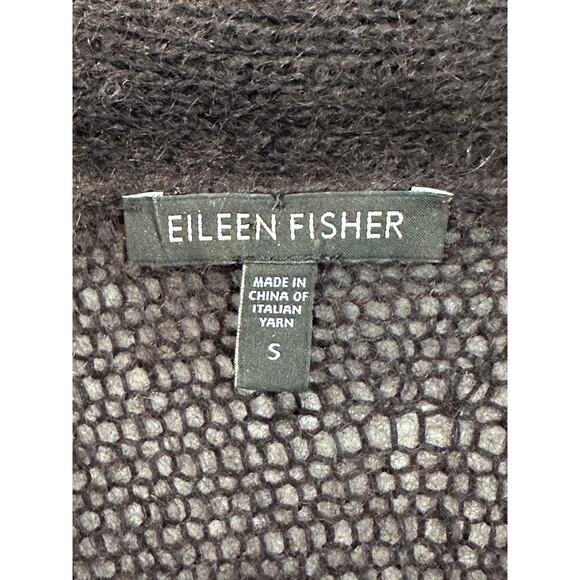 EILEEN FISHER
MADE IN
CHINA OF
ITALIAN
YARN
S